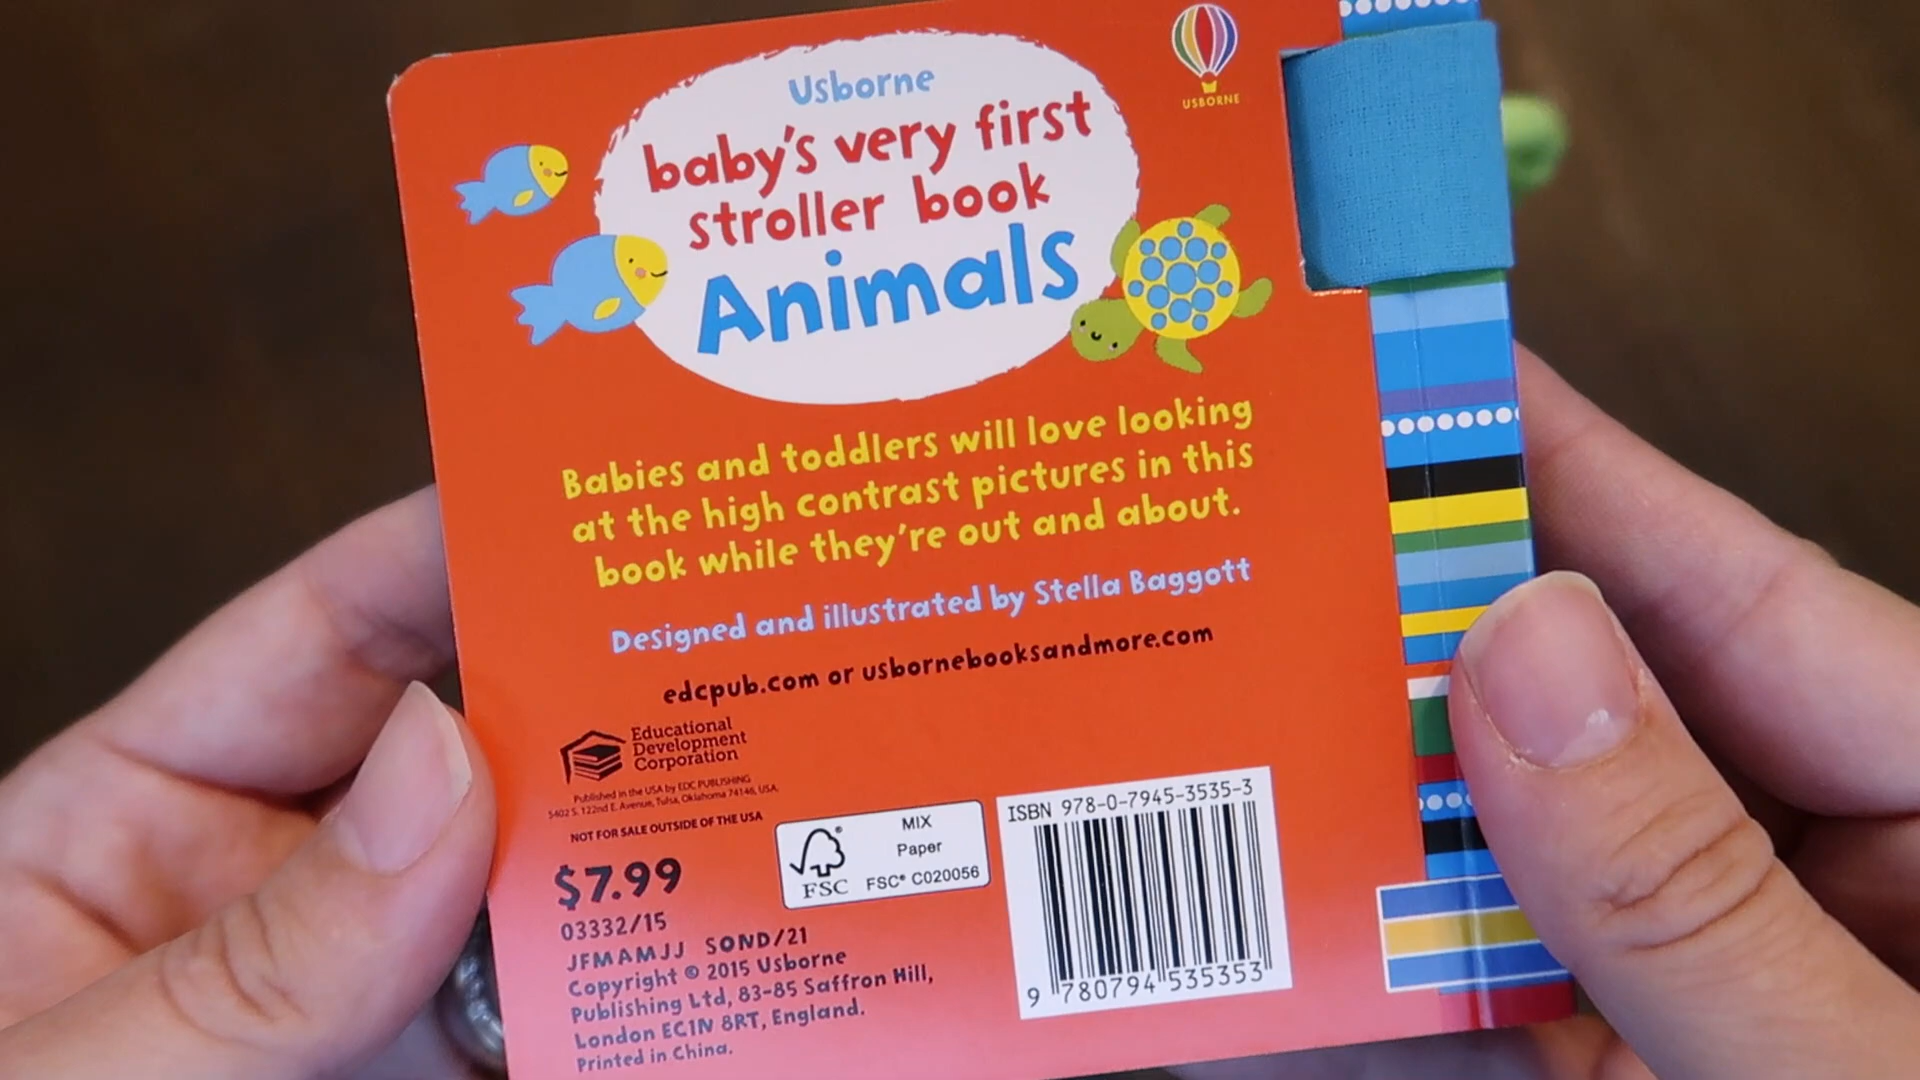 Usborne
baby's very first
stroller book
Animals
USBORNE
Babies and toddlers will love looking
at the high contrast pictures in this
book while they're out and about.
Designed and illustrated by Stella Baggott
edcpub.com or usbornebooksandmore.com
Educational
Development
Corporation
Published in the USA by EDC PUBLISHING
5402 S. 122nd E. Avenue, Tulsa, Oklahoma 74146, USA.
NOT FOR SALE OUTSIDE OF THE USA
$7.99
03332/15
JFMAMJJ SOND/21
Copyright © 2015 Usborne
Publishing Ltd, 83-85 Saffron Hill,
London EC1N 8RT, England.
Printed in China.
MIX
Paper
FSC® C020056
FSC
ISBN 978-0-7945-3535-3
9 780794 535353